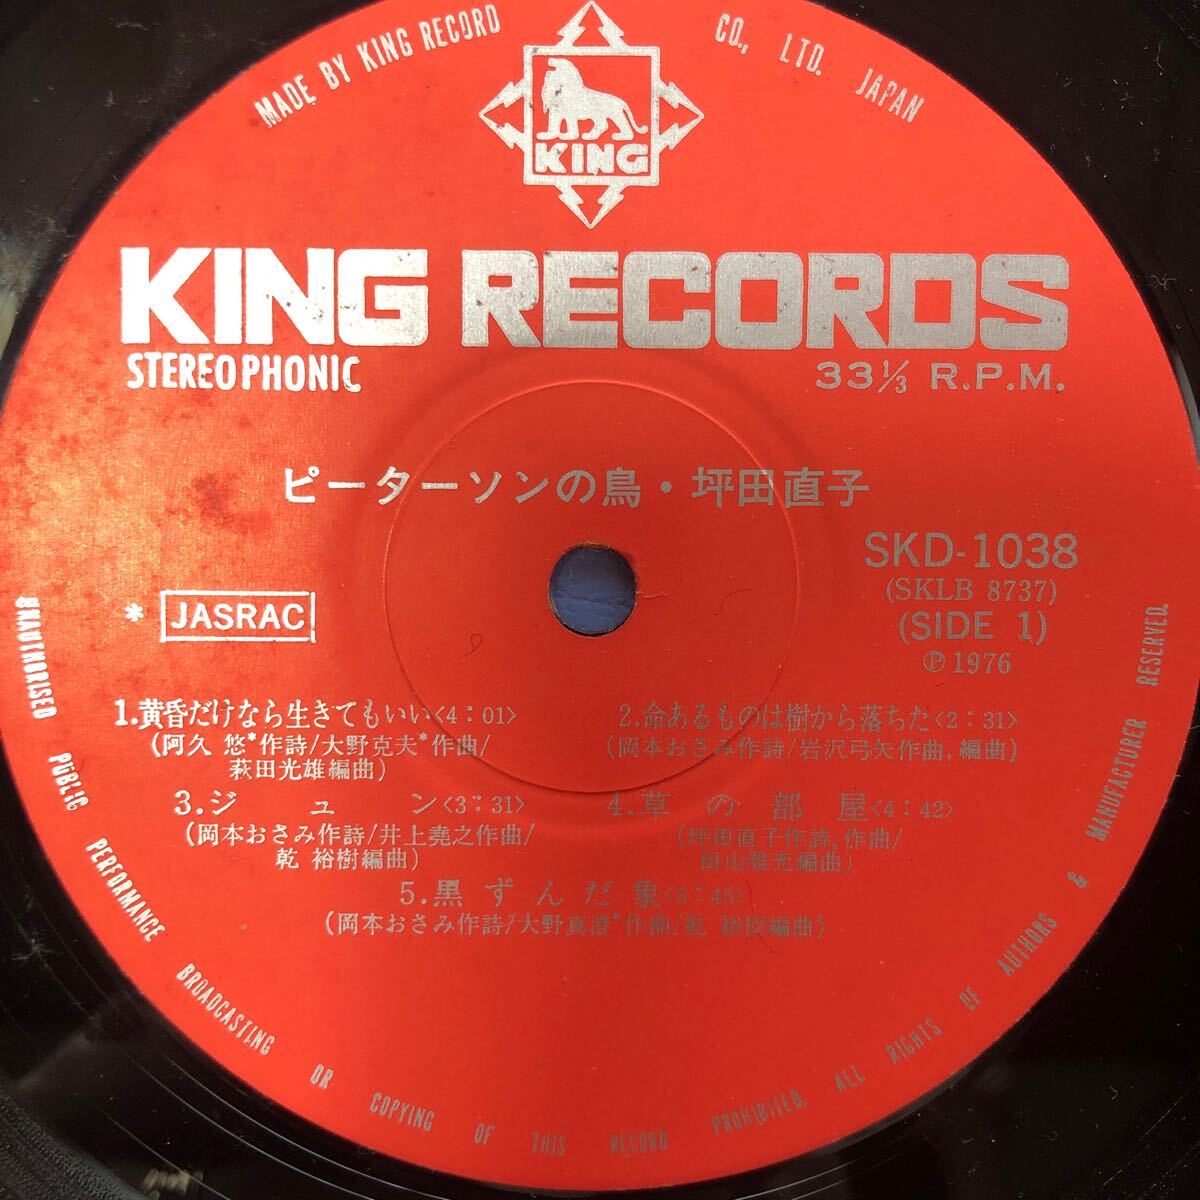 MADE BY KING RECORD CO., LTD. JAPAN
KING
KING RECORDS
STEREOPHONIC
33⅓ R.P.M.
ピーターソンの鳥・坪田直子
SKD-1038
(SKLB 8737)
(SIDE 1)
Ⓟ 1976
* JASRAC
1.黄昏だけなら生きてもいい<4:01>
(阿久 悠*作詩/大野克夫*作曲/
萩田光雄編曲)
2.命あるものは樹から落ちた<2:31>
(岡本おさみ作詩/岩沢弓矢作曲,編曲)
3.ジュン<3:31>
(岡本おさみ作詩/井上堯之作曲/
乾 裕樹編曲)
4.草の部屋<4:42>
(坪田直子作詩,作曲/
田山雅充編曲)
5.黒ずんだ象<3:45>
(岡本おさみ作詩/大野真澄*作曲/乾 裕樹編曲)
BNAUTHORISED PUBLIC PERFORMANCE BROADCASTING OR COPYING OF THIS RECORD PROHIBITED. ALL RIGHTS OF AUTHORS & MANUFACTURER RESERVED.